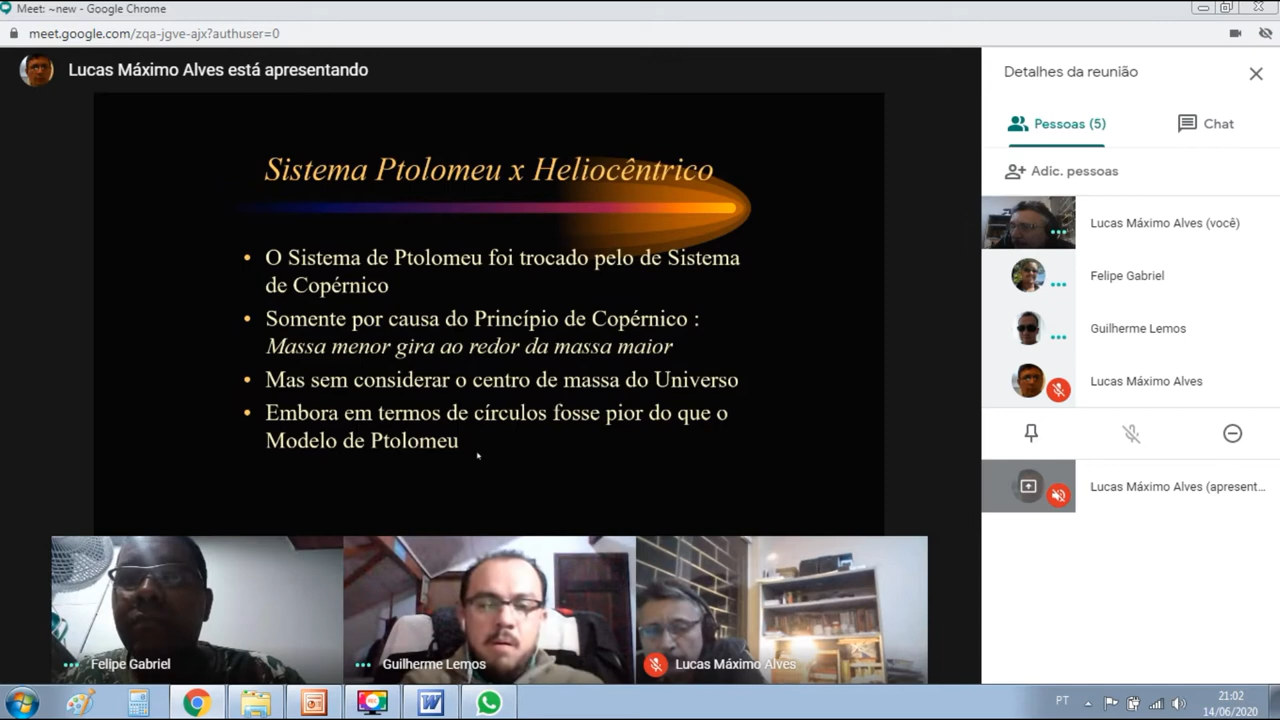 Meet: ~new - Google Chrome
meet.google.com/zqa-jgve-ajx?authuser=0
Lucas Máximo Alves está apresentando
Sistema Ptolomeu x Heliocêntrico
• O Sistema de Ptolomeu foi trocado pelo de Sistema
de Copérnico
• Somente por causa do Princípio de Copérnico :
Massa menor gira ao redor da massa maior
• Mas sem considerar o centro de massa do Universo
• Embora em termos de círculos fosse pior do que o
Modelo de Ptolomeu
Felipe Gabriel
Guilherme Lemos
Lucas Máximo Alves
Detalhes da reunião
Pessoas (5)
Chat
Adic. pessoas
Lucas Máximo Alves (você)
Felipe Gabriel
Guilherme Lemos
Lucas Máximo Alves
Lucas Máximo Alves (apresent...
PT
21:02
14/06/2020